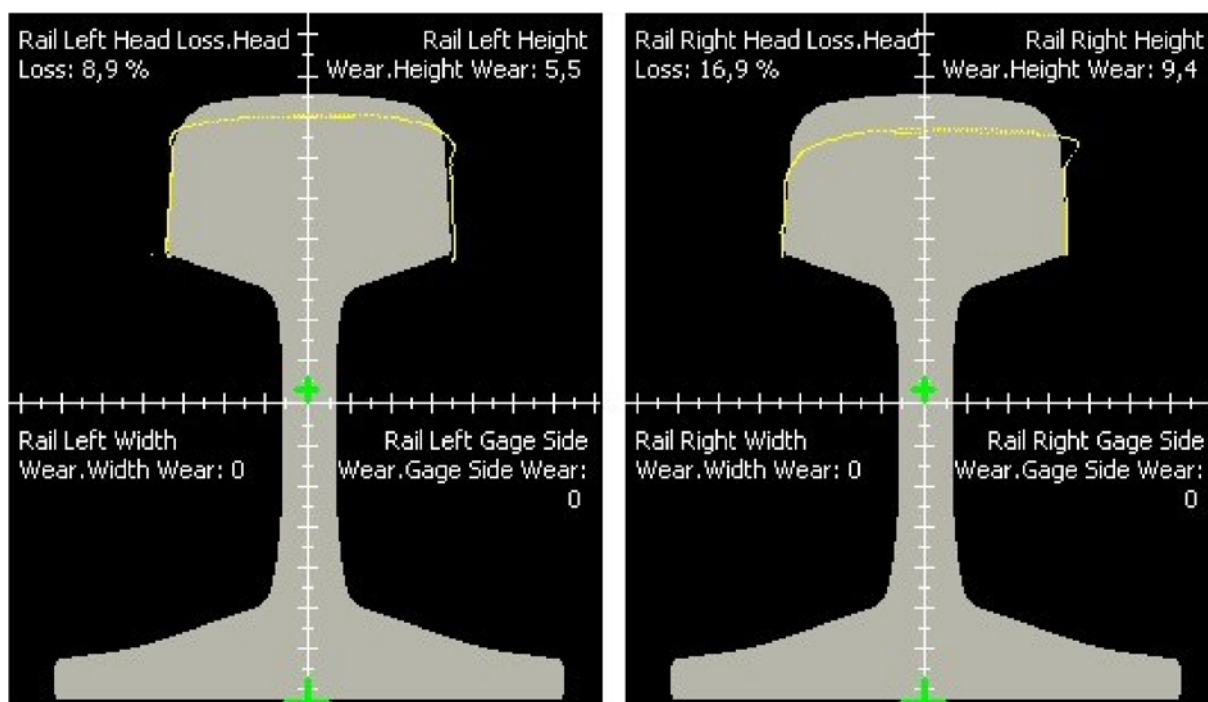 Rail Left Head Loss.Head
Loss: 8,9 %
Rail Left Height
Wear.Height Wear: 5,5
Rail Left Width
Wear.Width Wear: 0
Rail Left Gage Side
Wear.Gage Side Wear:
0
Rail Right Head Loss.Head
Loss: 16,9 %
Rail Right Height
Wear.Height Wear: 9,4
Rail Right Width
Wear.Width Wear: 0
Rail Right Gage Side
Wear.Gage Side Wear:
0